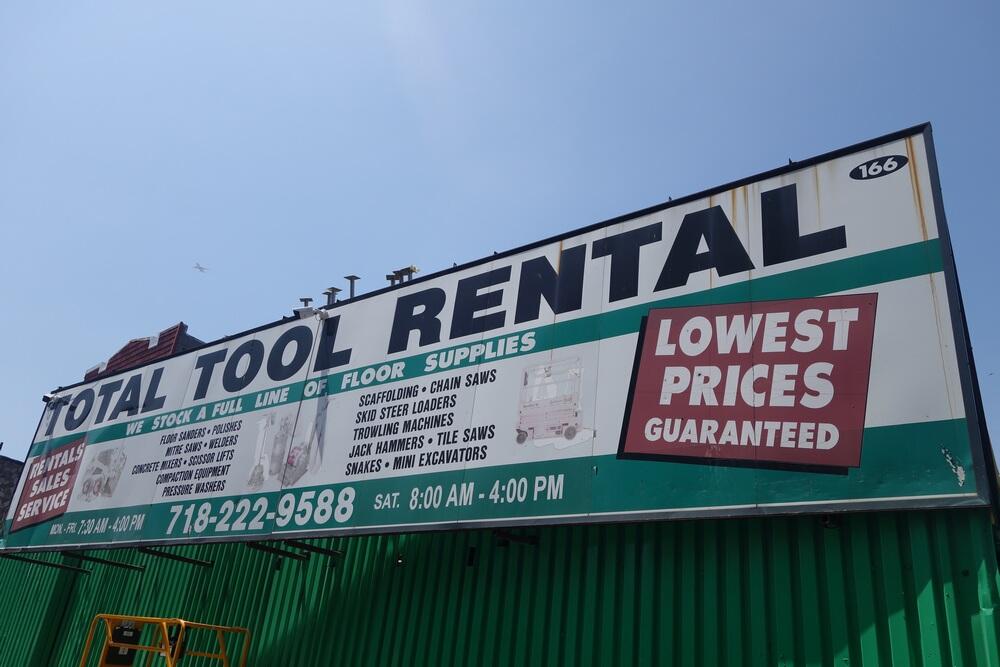 166
TOTAL TOOL RENTAL
WE STOCK A FULL LINE OF FLOOR SUPPLIES
RENTALS
SALES
SERVICE
FLOOR SANDERS • POLISHES
MITRE SAWS • WELDERS
CONCRETE MIXERS • SCISSOR LIFTS
COMPACTION EQUIPMENT
PRESSURE WASHERS
SCAFFOLDING • CHAIN SAWS
SKID STEER LOADERS
TROWLING MACHINES
JACK HAMMERS • TILE SAWS
SNAKES • MINI EXCAVATORS
LOWEST
PRICES
GUARANTEED
MON.-FRI. 7:30 AM - 4:00 PM
718-222-9588
SAT. 8:00 AM - 4:00 PM